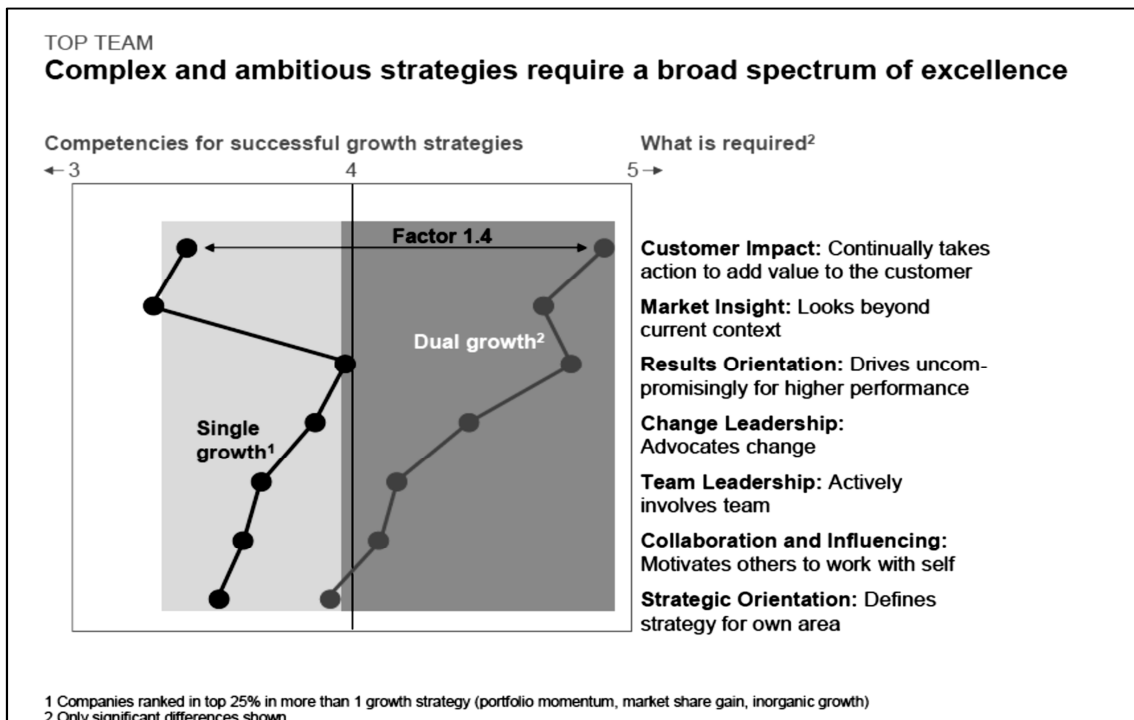 TOP TEAM
Complex and ambitious strategies require a broad spectrum of excellence
Competencies for successful growth strategies
What is required²
←3
4
5→
Factor 1.4
Dual growth²
Single
growth¹
Customer Impact: Continually takes
action to add value to the customer
Market Insight: Looks beyond
current context
Results Orientation: Drives uncom-
promisingly for higher performance
Change Leadership:
Advocates change
Team Leadership: Actively
involves team
Collaboration and Influencing:
Motivates others to work with self
Strategic Orientation: Defines
strategy for own area
1 Companies ranked in top 25% in more than 1 growth strategy (portfolio momentum, market share gain, inorganic growth)
2 Only significant differences shown